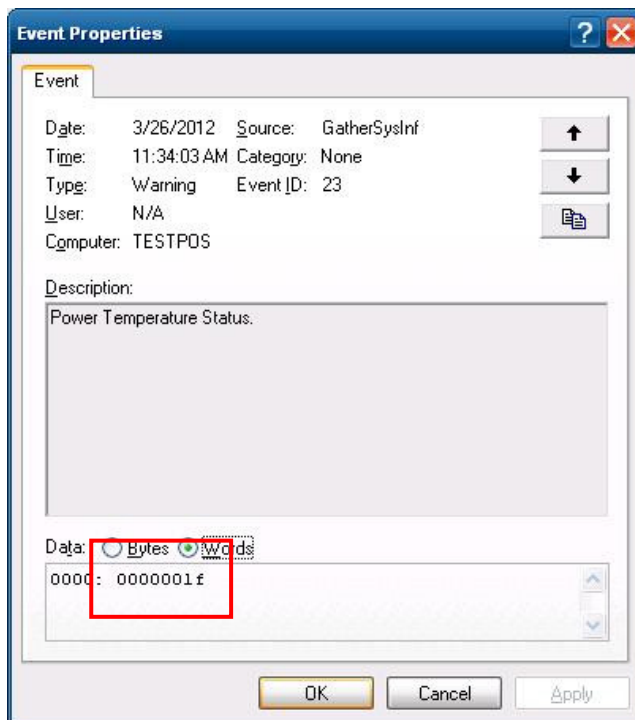 Event Properties
Event
Date: 3/26/2012 Source: GatherSysInf
Time: 11:34:03 AM Category: None
Type: Warning Event ID: 23
User: N/A
Computer: TESTPOS
Description:
Power Temperature Status.
Data: Bytes Words
0000: 0000001f
OK Cancel Apply